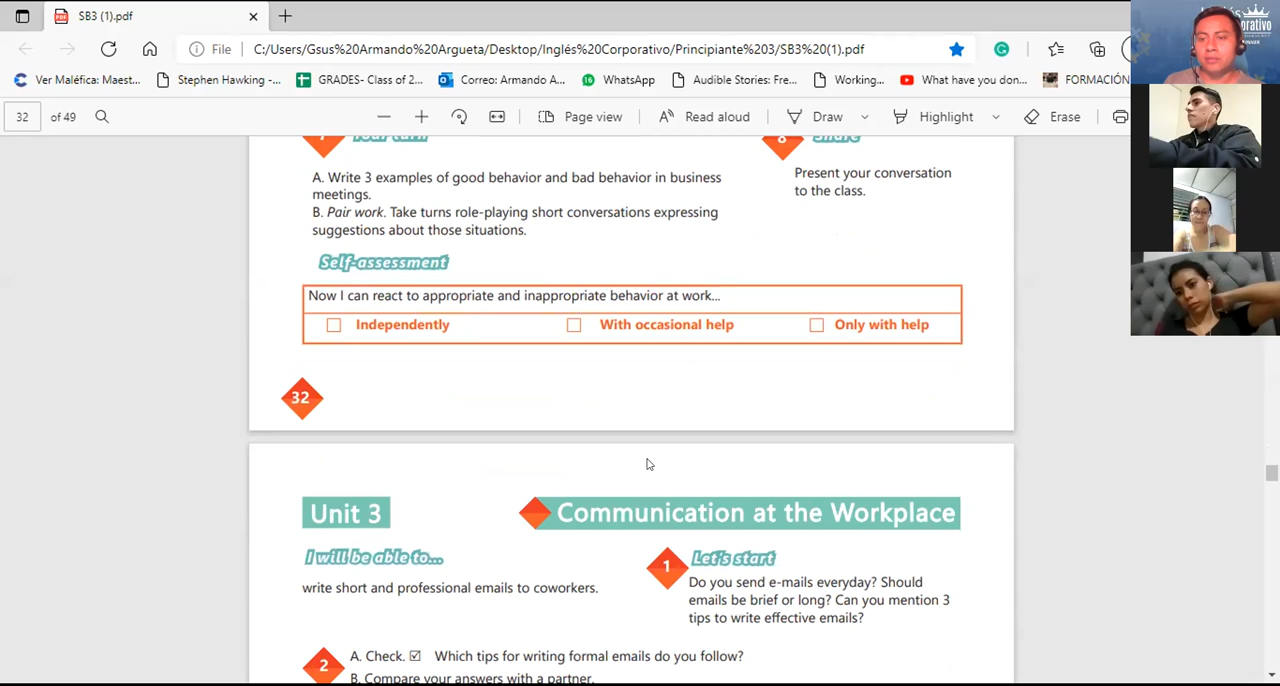 SB3 (1).pdf
File C:/Users/Gsus%20Armando%20Argueta/Desktop/Inglés%20Corporativo/Principiante%203/SB3%20(1).pdf
Ver Maléfica: Maest... Stephen Hawking -... GRADES- Class of 2... Correo: Armando A... WhatsApp Audible Stories: Fre... Working... What have you don... FORMACIÓN
32 of 49 Page view Read aloud Draw Highlight Erase
7 Your turn
8 Share
A. Write 3 examples of good behavior and bad behavior in business
meetings.
B. Pair work. Take turns role-playing short conversations expressing
suggestions about those situations.
Present your conversation
to the class.
Self-assessment
Now I can react to appropriate and inappropriate behavior at work...
Independently With occasional help Only with help
32
Unit 3 Communication at the Workplace
I will be able to...
write short and professional emails to coworkers.
1 Let's start
Do you send e-mails everyday? Should
emails be brief or long? Can you mention 3
tips to write effective emails?
2 A. Check. ☑ Which tips for writing formal emails do you follow?
B. Compare your answers with a partner.